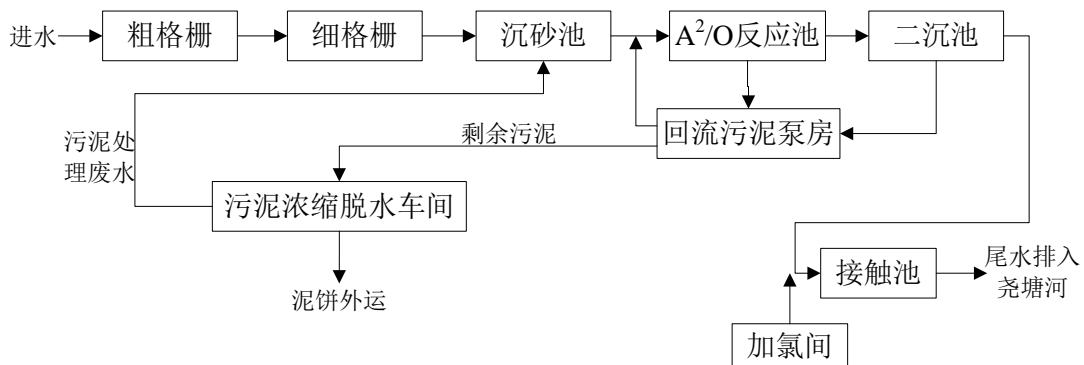 进水
粗格栅
细格栅
沉砂池
A²/O反应池
二沉池
污泥处
理废水
剩余污泥
回流污泥泵房
污泥浓缩脱水车间
接触池
尾水排入
尧塘河
泥饼外运
加氯间